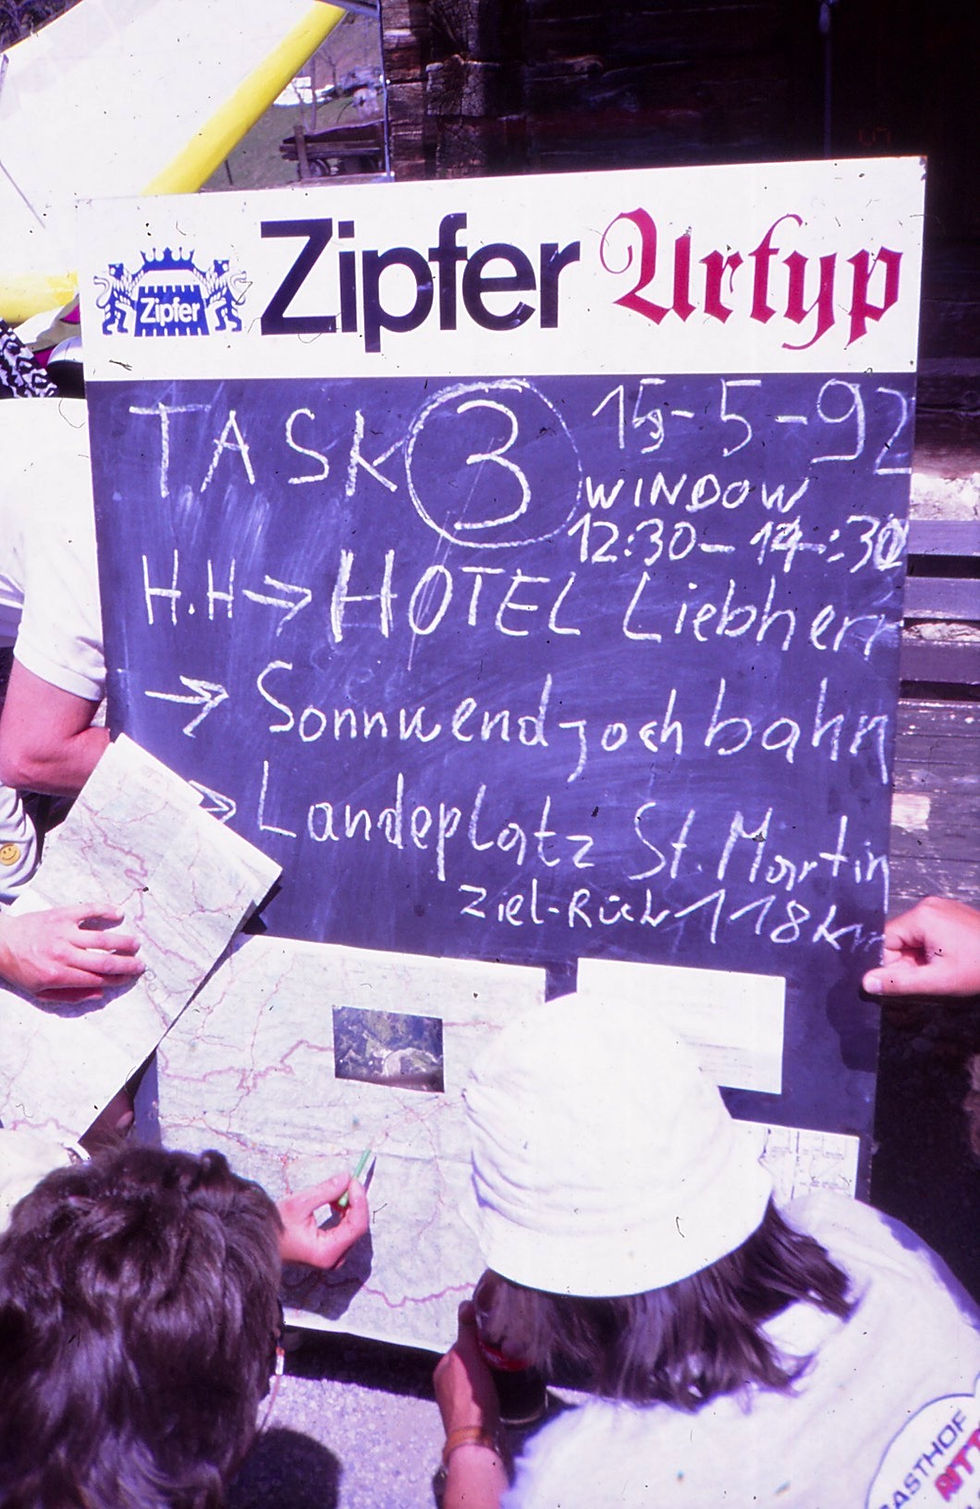 Zipfer Zipfer Urtyp
TASK 3 15-5-92
WINDOW
12:30-14:30
H.H → HOTEL Liebherr
→ Sonnwendjochbahn
→ Landeplatz St. Martin
Ziel-Rück 118 km
GASTHOF